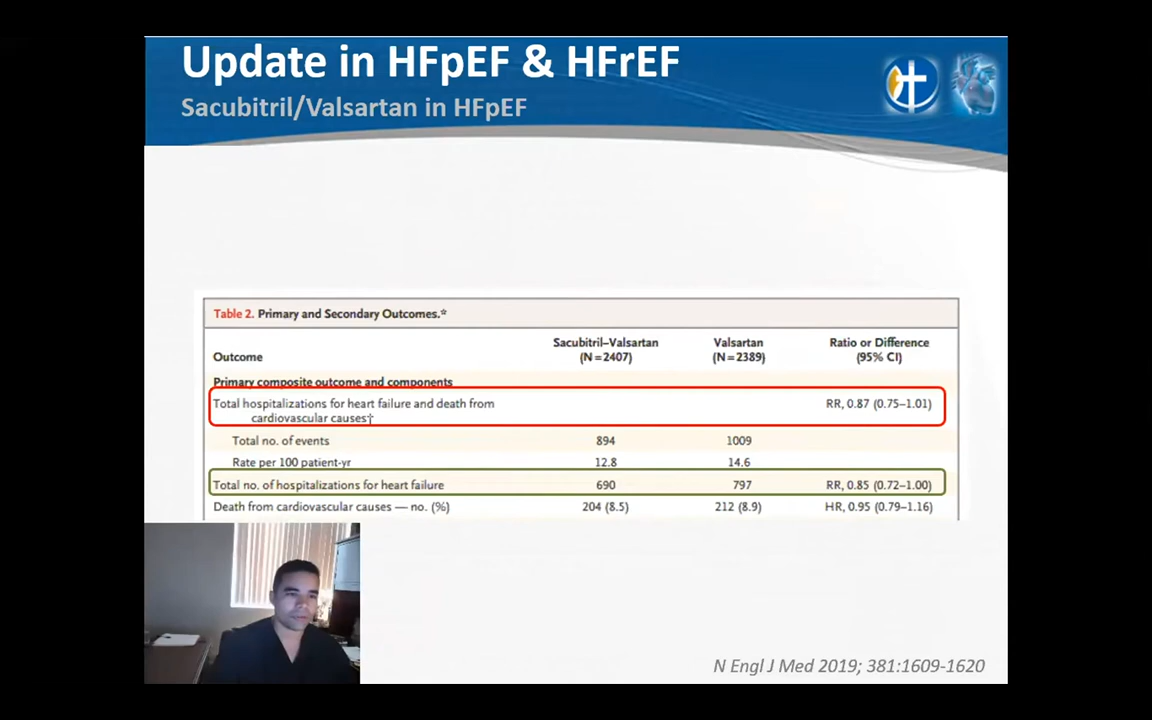 Update in HFpEF & HFrEF
Sacubitril/Valsartan in HFpEF
Table 2. Primary and Secondary Outcomes.*
Outcome Sacubitril–Valsartan (N=2407) Valsartan (N=2389) Ratio or Difference (95% CI)
Primary composite outcome and components
Total hospitalizations for heart failure and death from RR, 0.87 (0.75–1.01)
cardiovascular causes†
Total no. of events 894 1009
Rate per 100 patient-yr 12.8 14.6
Total no. of hospitalizations for heart failure 690 797 RR, 0.85 (0.72–1.00)
Death from cardiovascular causes — no. (%) 204 (8.5) 212 (8.9) HR, 0.95 (0.79–1.16)
N Engl J Med 2019; 381:1609-1620